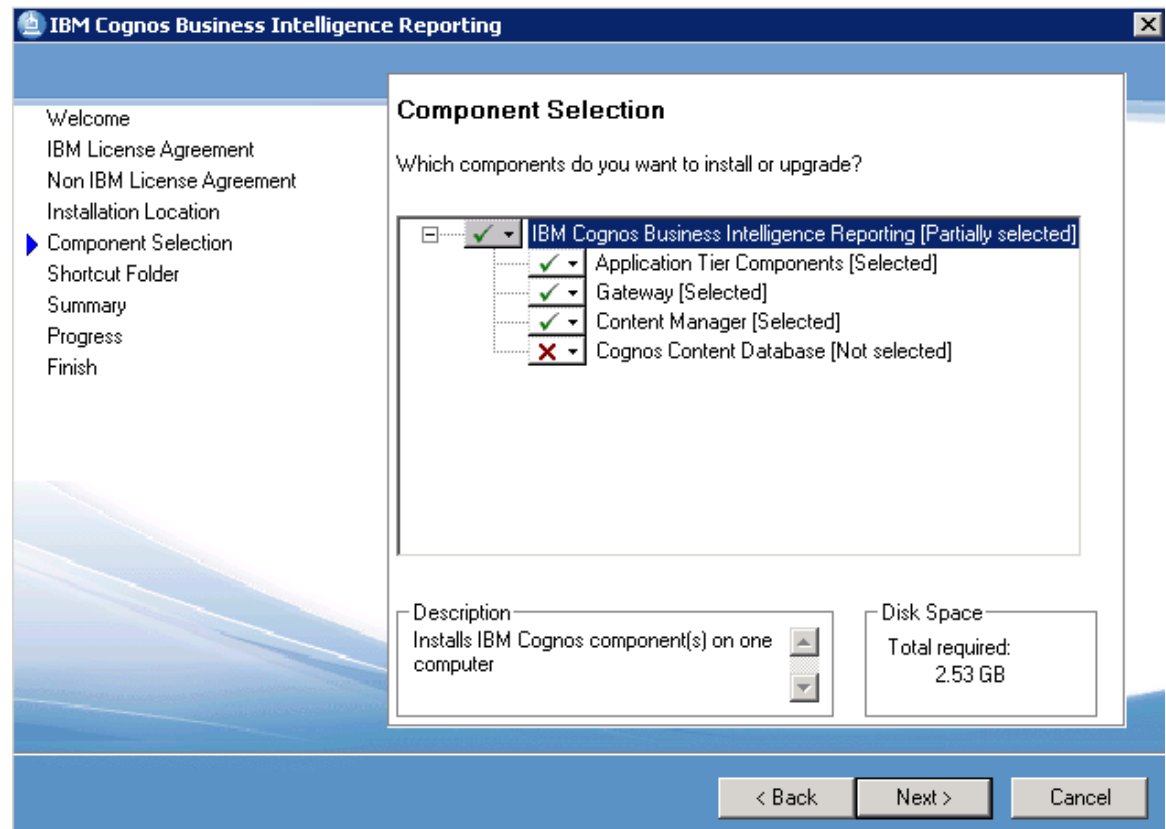 IBM Cognos Business Intelligence Reporting
Welcome
IBM License Agreement
Non IBM License Agreement
Installation Location
Component Selection
Shortcut Folder
Summary
Progress
Finish
Component Selection
Which components do you want to install or upgrade?
IBM Cognos Business Intelligence Reporting [Partially selected]
Application Tier Components [Selected]
Gateway [Selected]
Content Manager [Selected]
Cognos Content Database [Not selected]
Description
Installs IBM Cognos component(s) on one
computer
Disk Space
Total required:
2.53 GB
< Back
Next >
Cancel